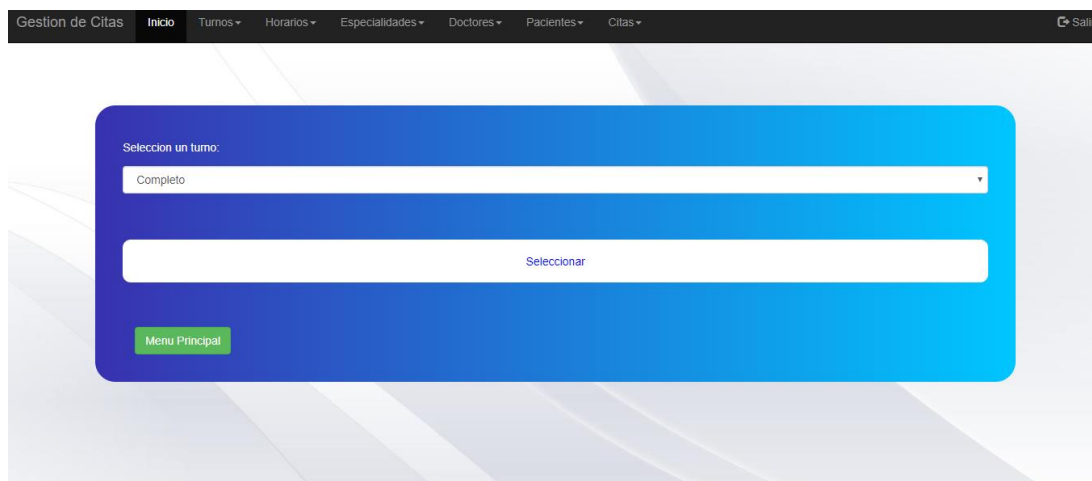 Gestion de Citas Inicio Turnos Horarios Especialidades Doctores Pacientes Citas Sali
Seleccion un turno:
Completo
Seleccionar
Menu Principal